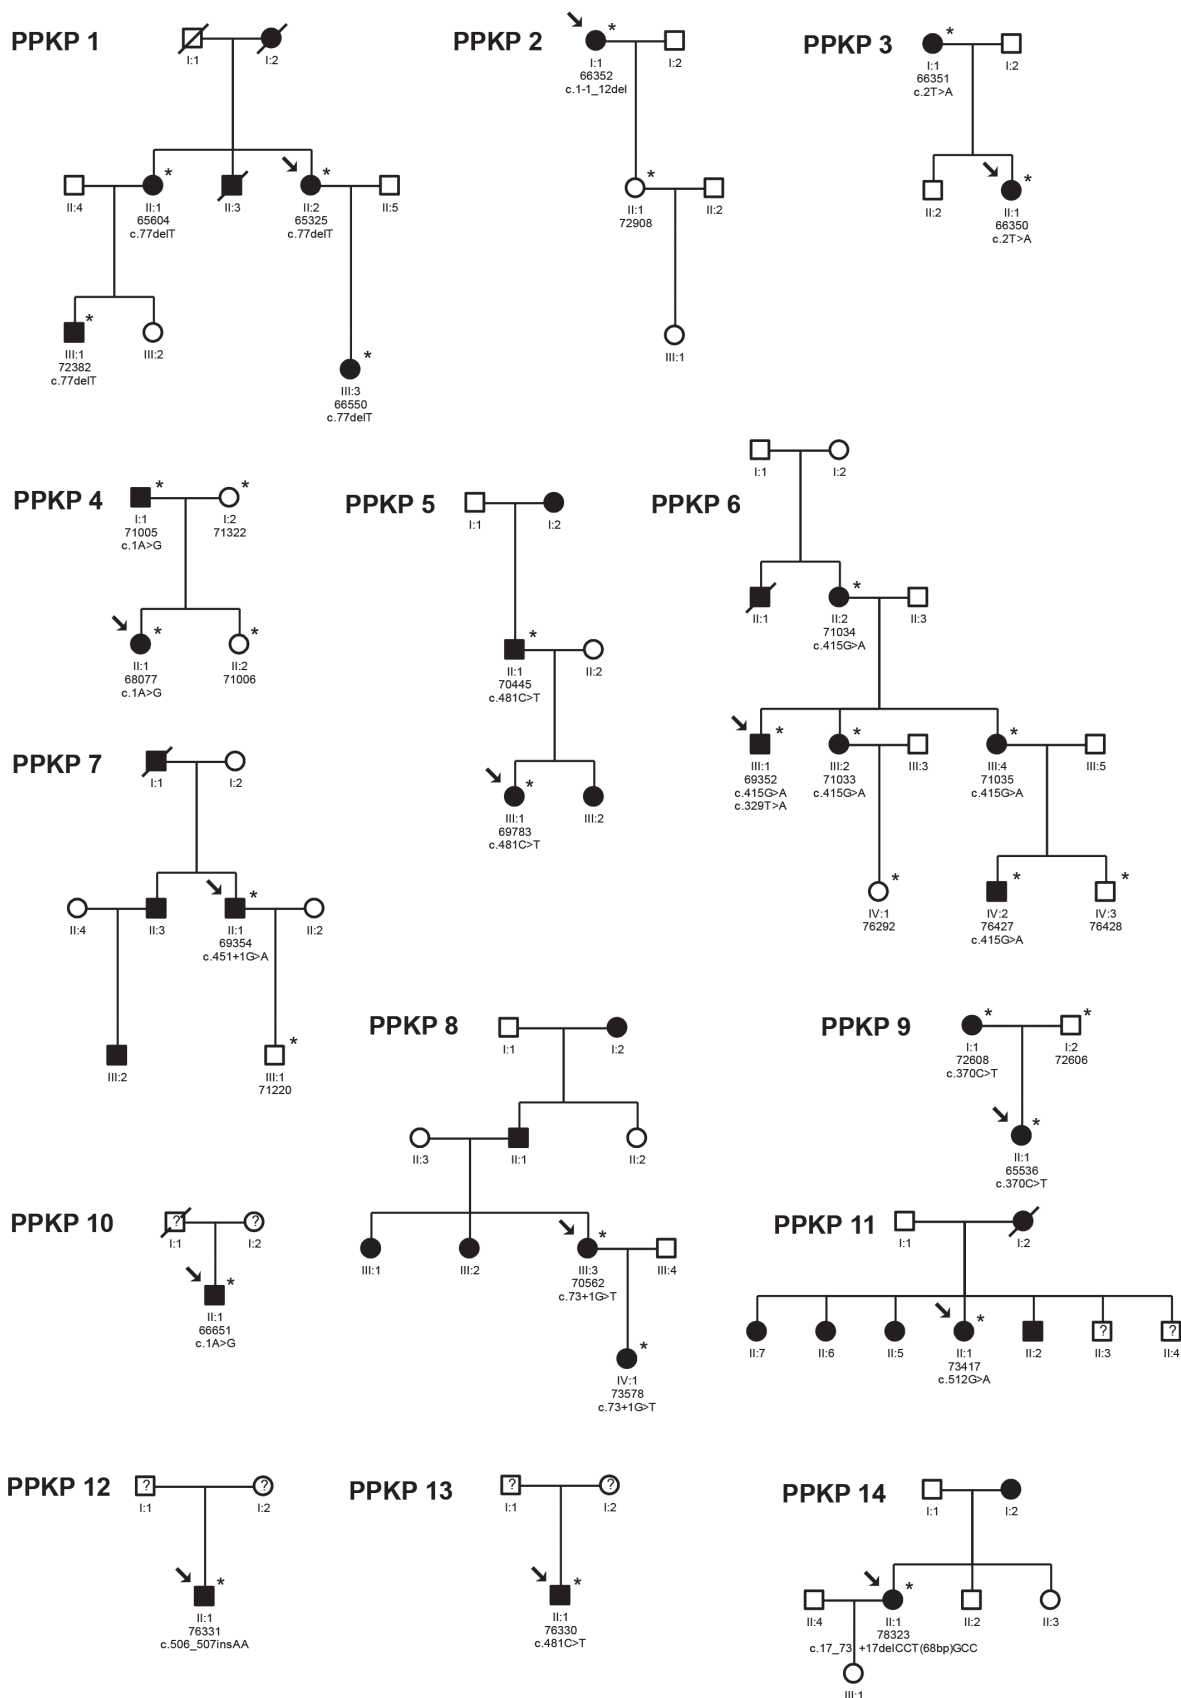 PPKP 1
I:1
I:2
II:4
*
II:1
65604
c.77delT
II:3
*
II:2
65325
c.77delT
II:5
*
III:1
72382
c.77delT
III:2
*
III:3
66550
c.77delT
PPKP 2
*
I:1
66352
c.1-1_12del
I:2
*
II:1
72908
II:2
III:1
PPKP 3
*
I:1
66351
c.2T>A
I:2
II:2
*
II:1
66350
c.2T>A
PPKP 4
*
I:1
71005
c.1A>G
*
I:2
71322
*
II:1
68077
c.1A>G
*
II:2
71006
PPKP 5
I:1
I:2
*
II:1
70445
c.481C>T
II:2
*
III:1
69783
c.481C>T
III:2
PPKP 6
I:1
I:2
II:1
*
II:2
71034
c.415G>A
II:3
*
III:1
69352
c.415G>A
c.329T>A
*
III:2
71033
c.415G>A
III:3
*
III:4
71035
c.415G>A
III:5
*
IV:1
76292
*
IV:2
76427
c.415G>A
*
IV:3
76428
PPKP 7
I:1
I:2
II:4
II:3
*
II:1
69354
c.451+1G>A
II:2
III:2
*
III:1
71220
PPKP 8
I:1
I:2
II:3
II:1
II:2
III:1
III:2
*
III:3
70562
c.73+1G>T
III:4
*
IV:1
73578
c.73+1G>T
PPKP 9
*
I:1
72608
c.370C>T
*
I:2
72606
*
II:1
65536
c.370C>T
PPKP 10
?
I:1
?
I:2
*
II:1
66651
c.1A>G
PPKP 11
I:1
I:2
II:7
II:6
II:5
*
II:1
73417
c.512G>A
II:2
?
II:3
?
II:4
PPKP 12
?
I:1
?
I:2
*
II:1
76331
c.506_507insAA
PPKP 13
?
I:1
?
I:2
*
II:1
76330
c.481C>T
PPKP 14
I:1
I:2
II:4
*
II:1
78323
c.17_73 +17delCCT(68bp)GCC
II:2
II:3
III:1